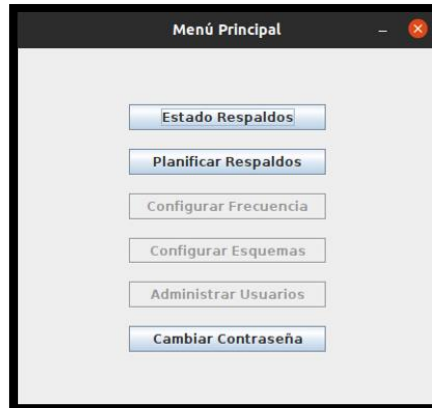 Menú Principal
Estado Respaldos
Planificar Respaldos
Configurar Frecuencia
Configurar Esquemas
Administrar Usuarios
Cambiar Contraseña